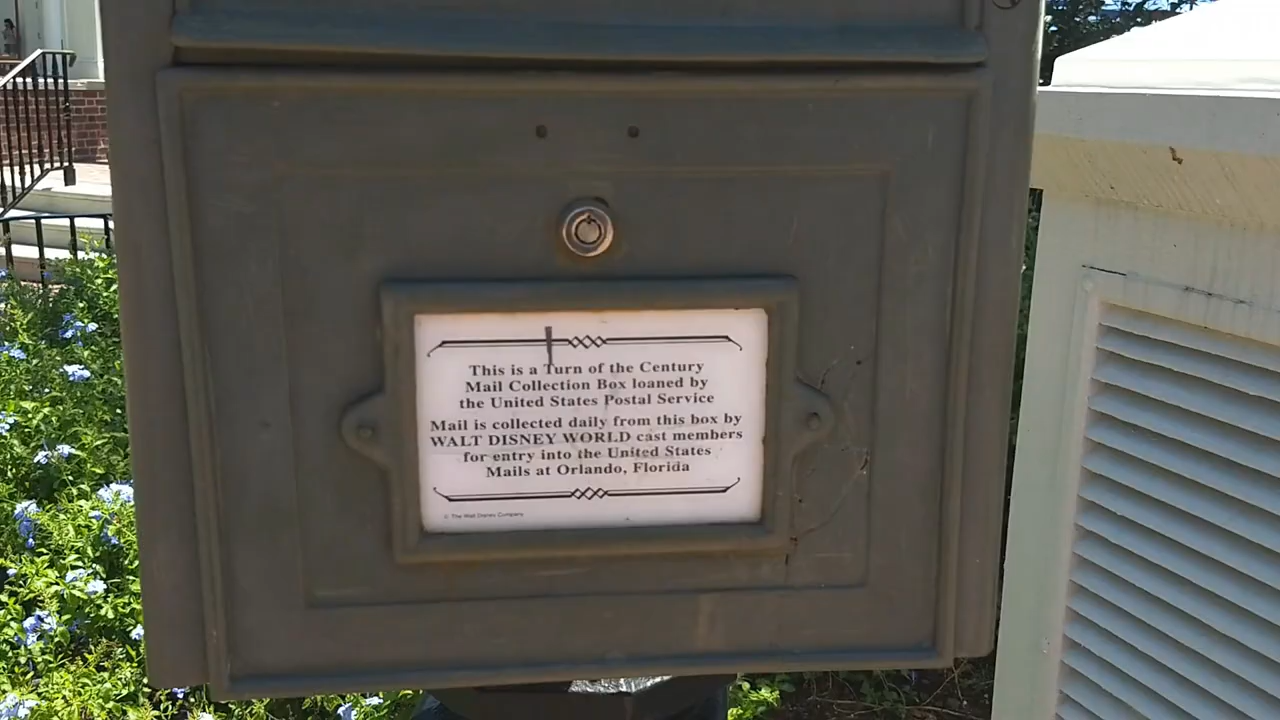 This is a Turn of the Century
Mail Collection Box loaned by
the United States Postal Service
Mail is collected daily from this box by
WALT DISNEY WORLD cast members
for entry into the United States
Mails at Orlando, Florida
© The Walt Disney Company